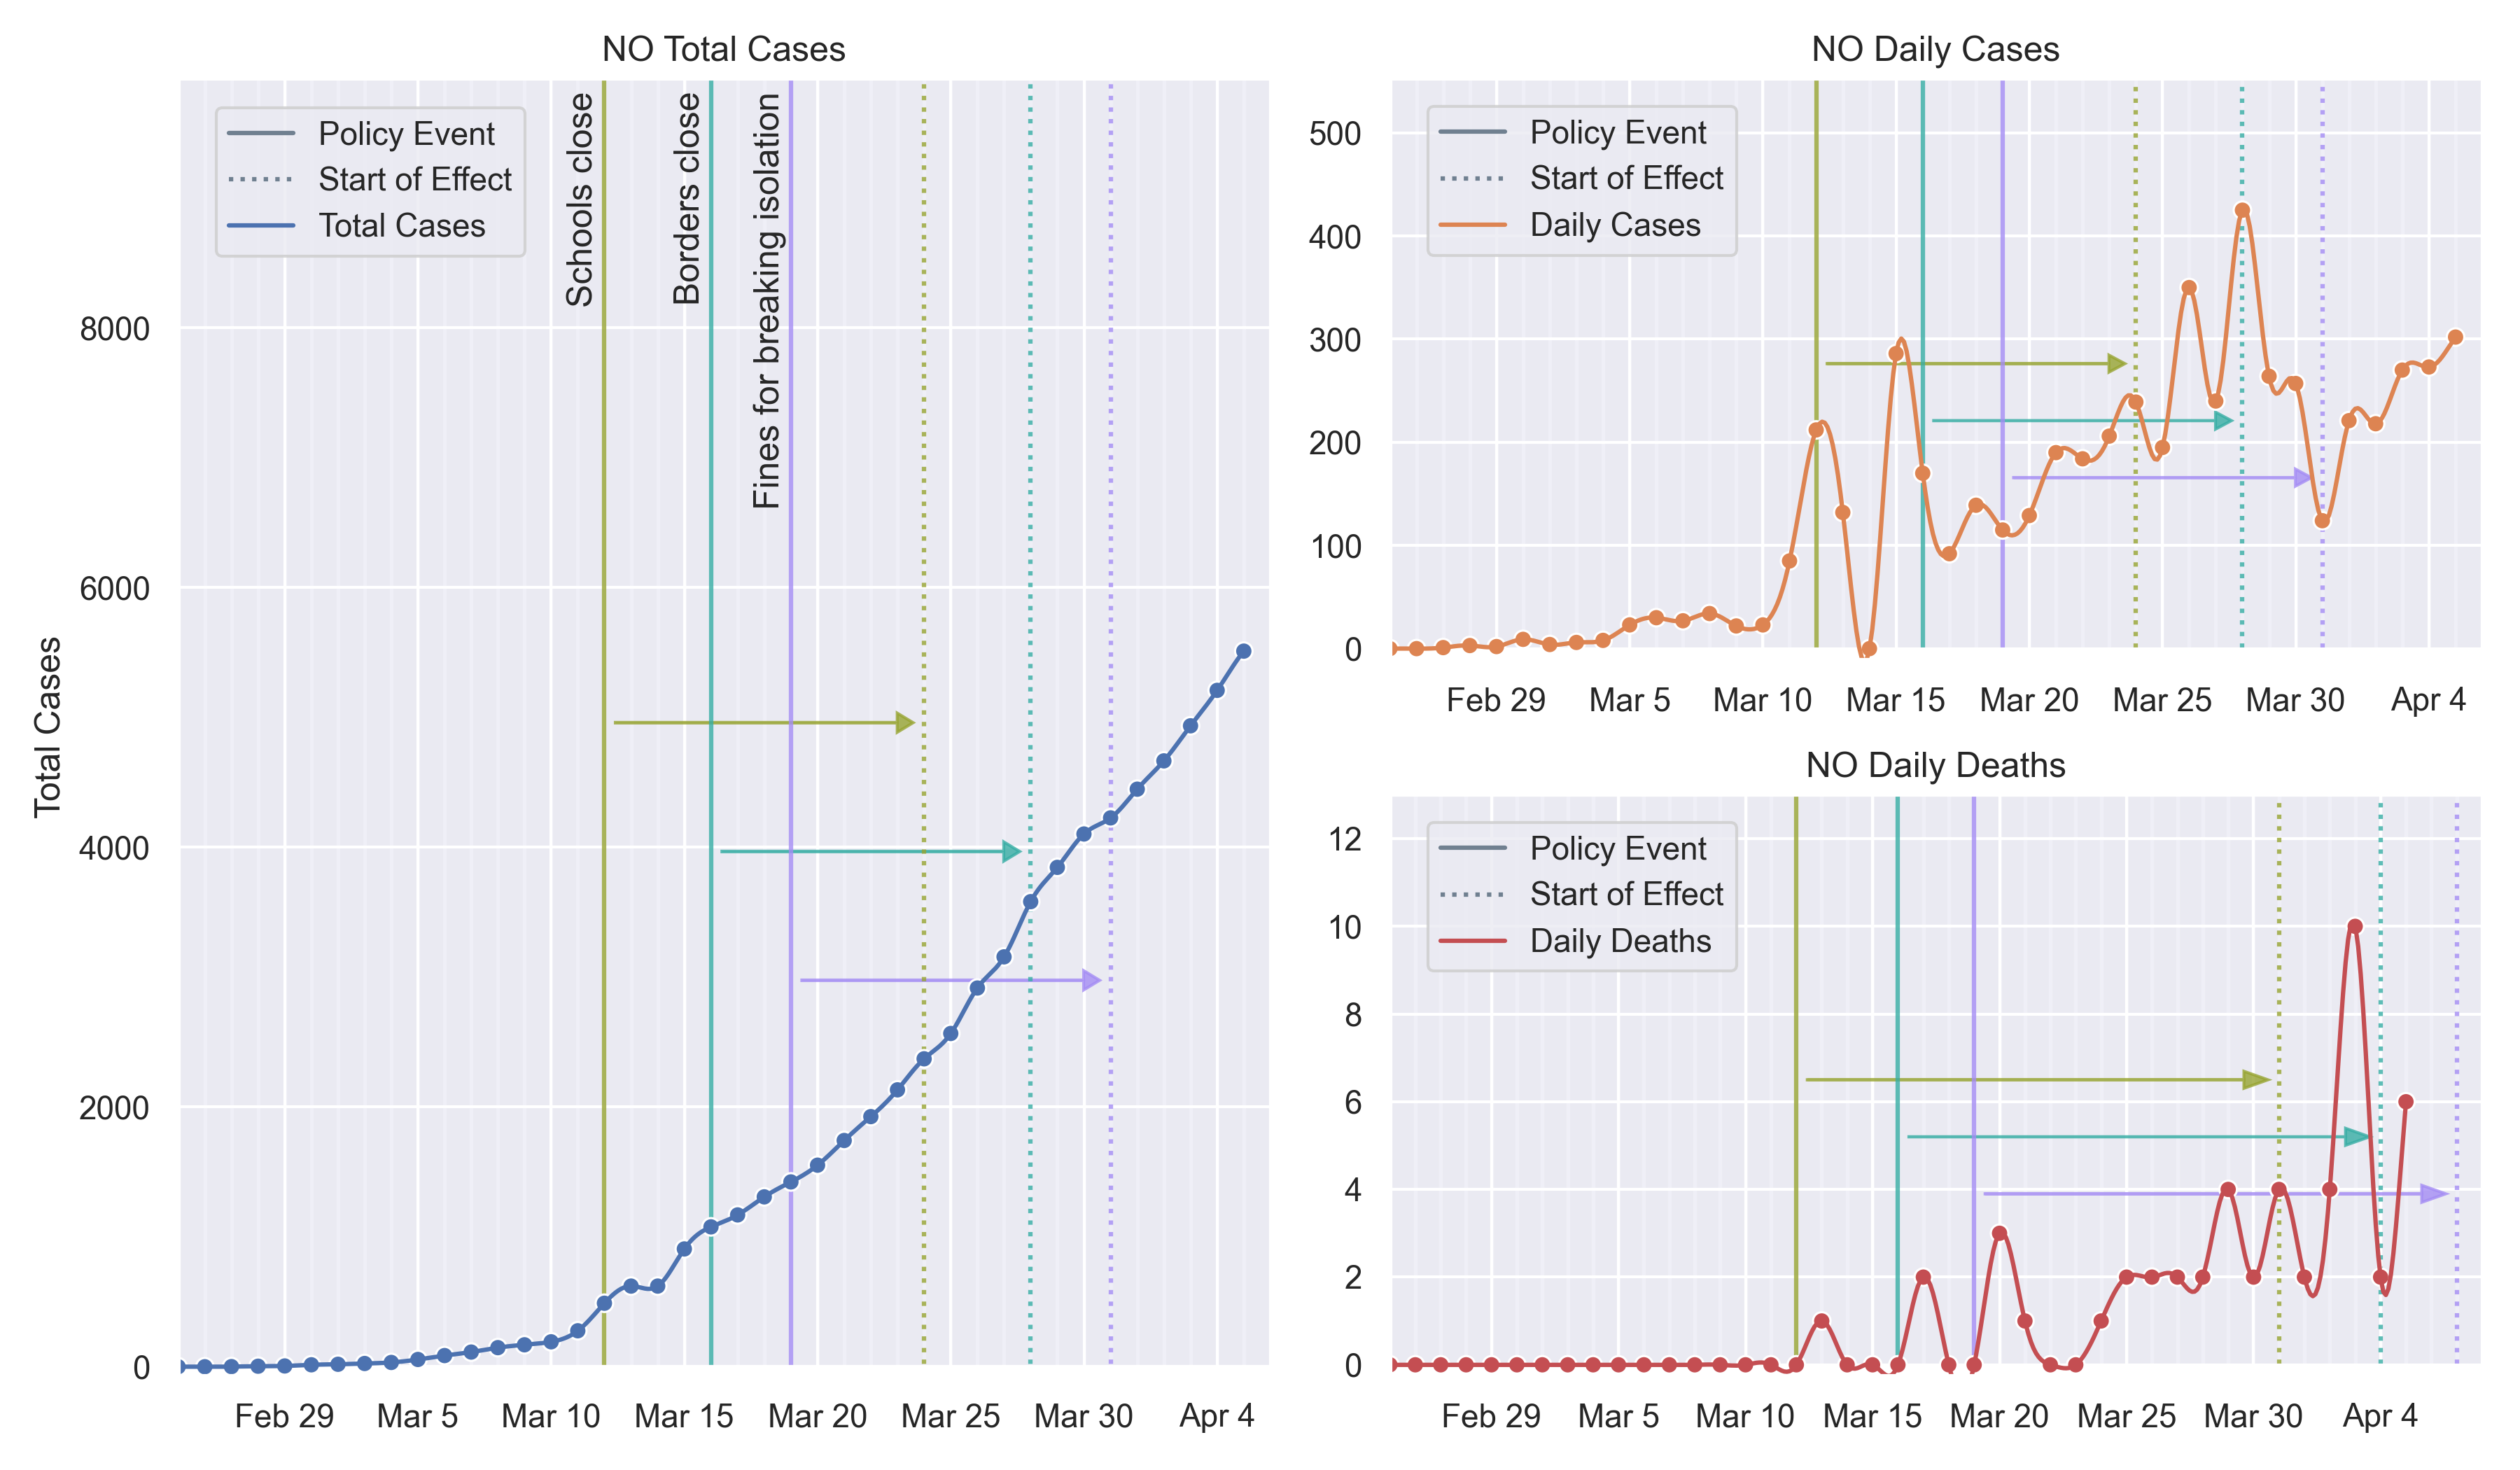 NO Total Cases
Policy Event
Start of Effect
Total Cases
Schools close
Borders close
Fines for breaking isolation
Total Cases
8000
6000
4000
2000
0
Feb 29 Mar 5 Mar 10 Mar 15 Mar 20 Mar 25 Mar 30 Apr 4
NO Daily Cases
Policy Event
Start of Effect
Daily Cases
500
400
300
200
100
0
Feb 29 Mar 5 Mar 10 Mar 15 Mar 20 Mar 25 Mar 30 Apr 4
NO Daily Deaths
Policy Event
Start of Effect
Daily Deaths
12
10
8
6
4
2
0
Feb 29 Mar 5 Mar 10 Mar 15 Mar 20 Mar 25 Mar 30 Apr 4